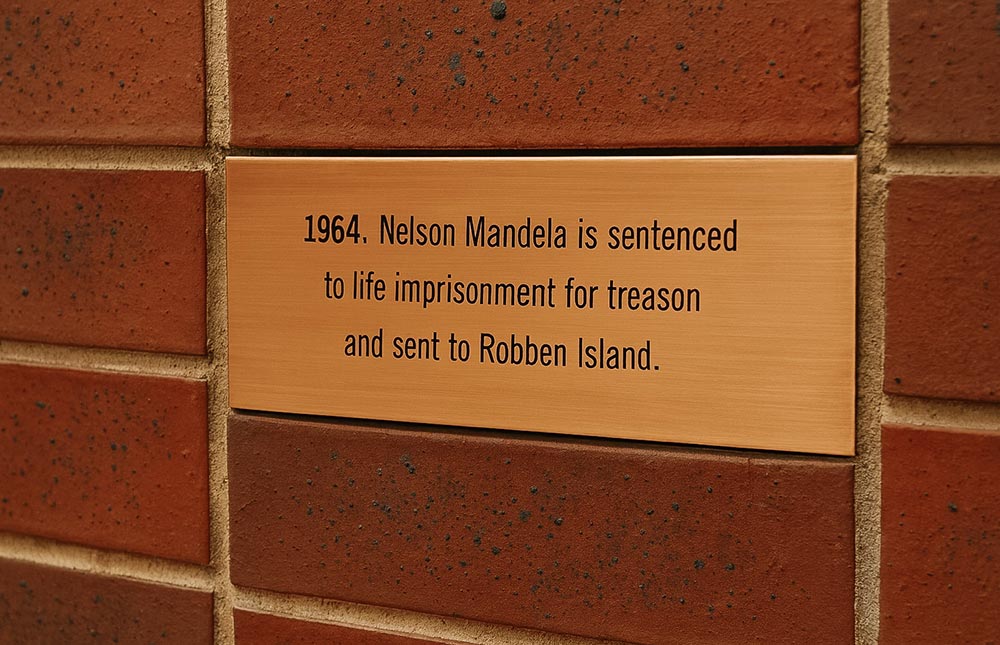 1964. Nelson Mandela is sentenced
to life imprisonment for treason
and sent to Robben Island.